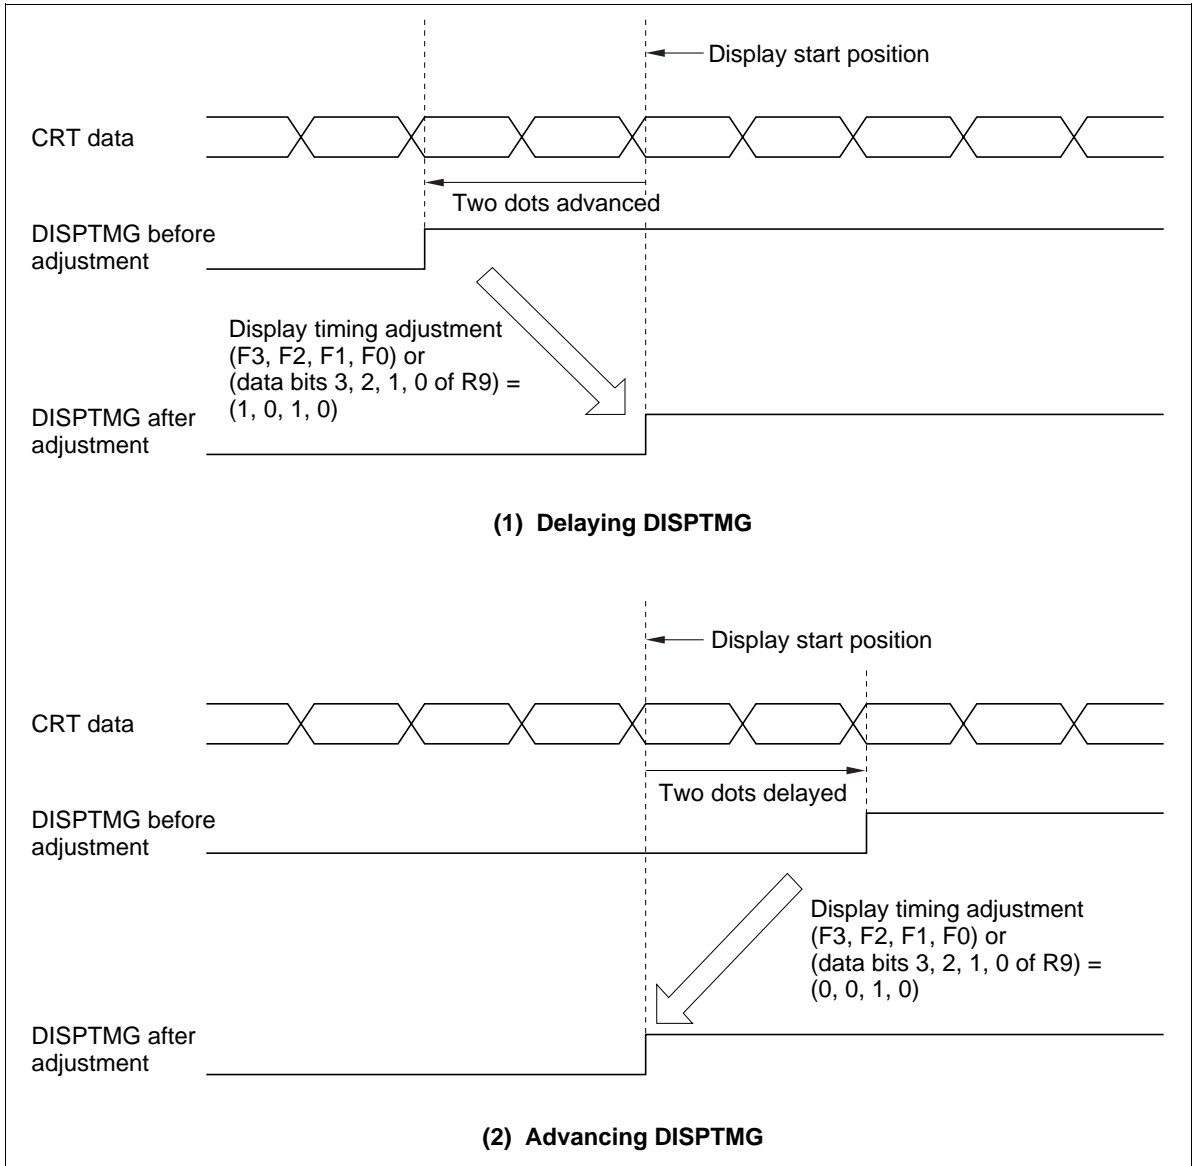 Display start position
CRT data
Two dots advanced
DISPTMG before
adjustment
Display timing adjustment
(F3, F2, F1, F0) or
(data bits 3, 2, 1, 0 of R9) =
(1, 0, 1, 0)
DISPTMG after
adjustment
(1) Delaying DISPTMG
Display start position
CRT data
Two dots delayed
DISPTMG before
adjustment
Display timing adjustment
(F3, F2, F1, F0) or
(data bits 3, 2, 1, 0 of R9) =
(0, 0, 1, 0)
DISPTMG after
adjustment
(2) Advancing DISPTMG